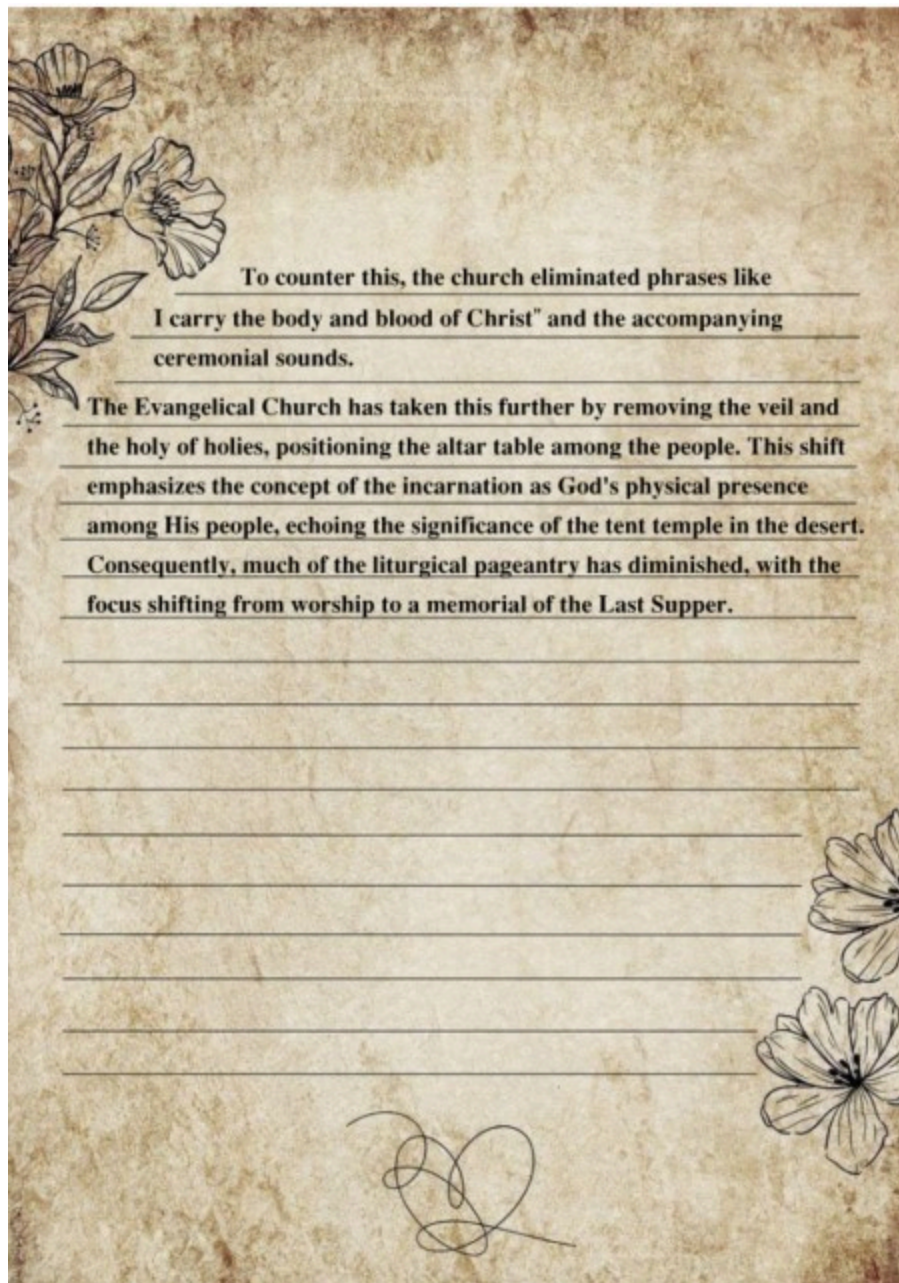 To counter this, the church eliminated phrases like
I carry the body and blood of Christ" and the accompanying
ceremonial sounds.
The Evangelical Church has taken this further by removing the veil and
the holy of holies, positioning the altar table among the people. This shift
emphasizes the concept of the incarnation as God's physical presence
among His people, echoing the significance of the tent temple in the desert.
Consequently, much of the liturgical pageantry has diminished, with the
focus shifting from worship to a memorial of the Last Supper.